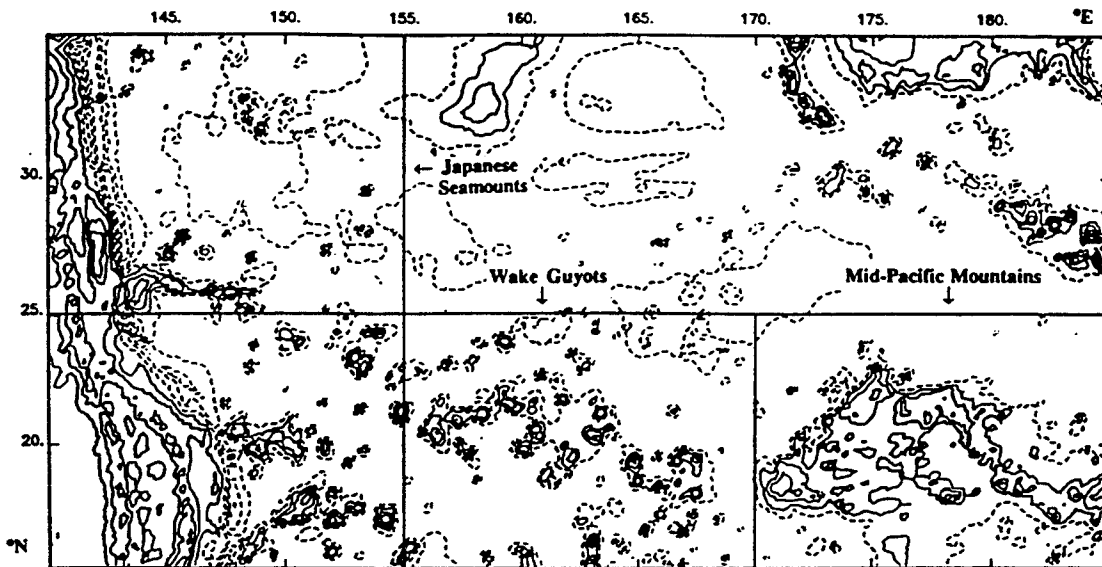 145. 150. 155. 160. 165. 170. 175. 180. °E
30.
← Japanese
Seamounts
Wake Guyots
↓
Mid-Pacific Mountains
↓
25.
20.
°N